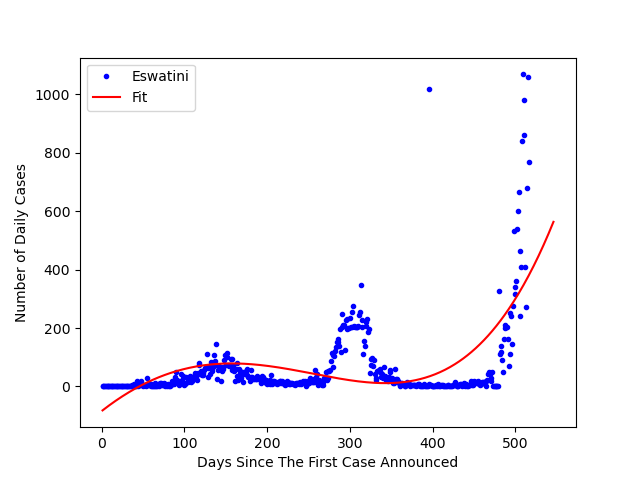 Eswatini
Fit
1000
800
600
400
200
0
Number of Daily Cases
0 100 200 300 400 500
Days Since The First Case Announced